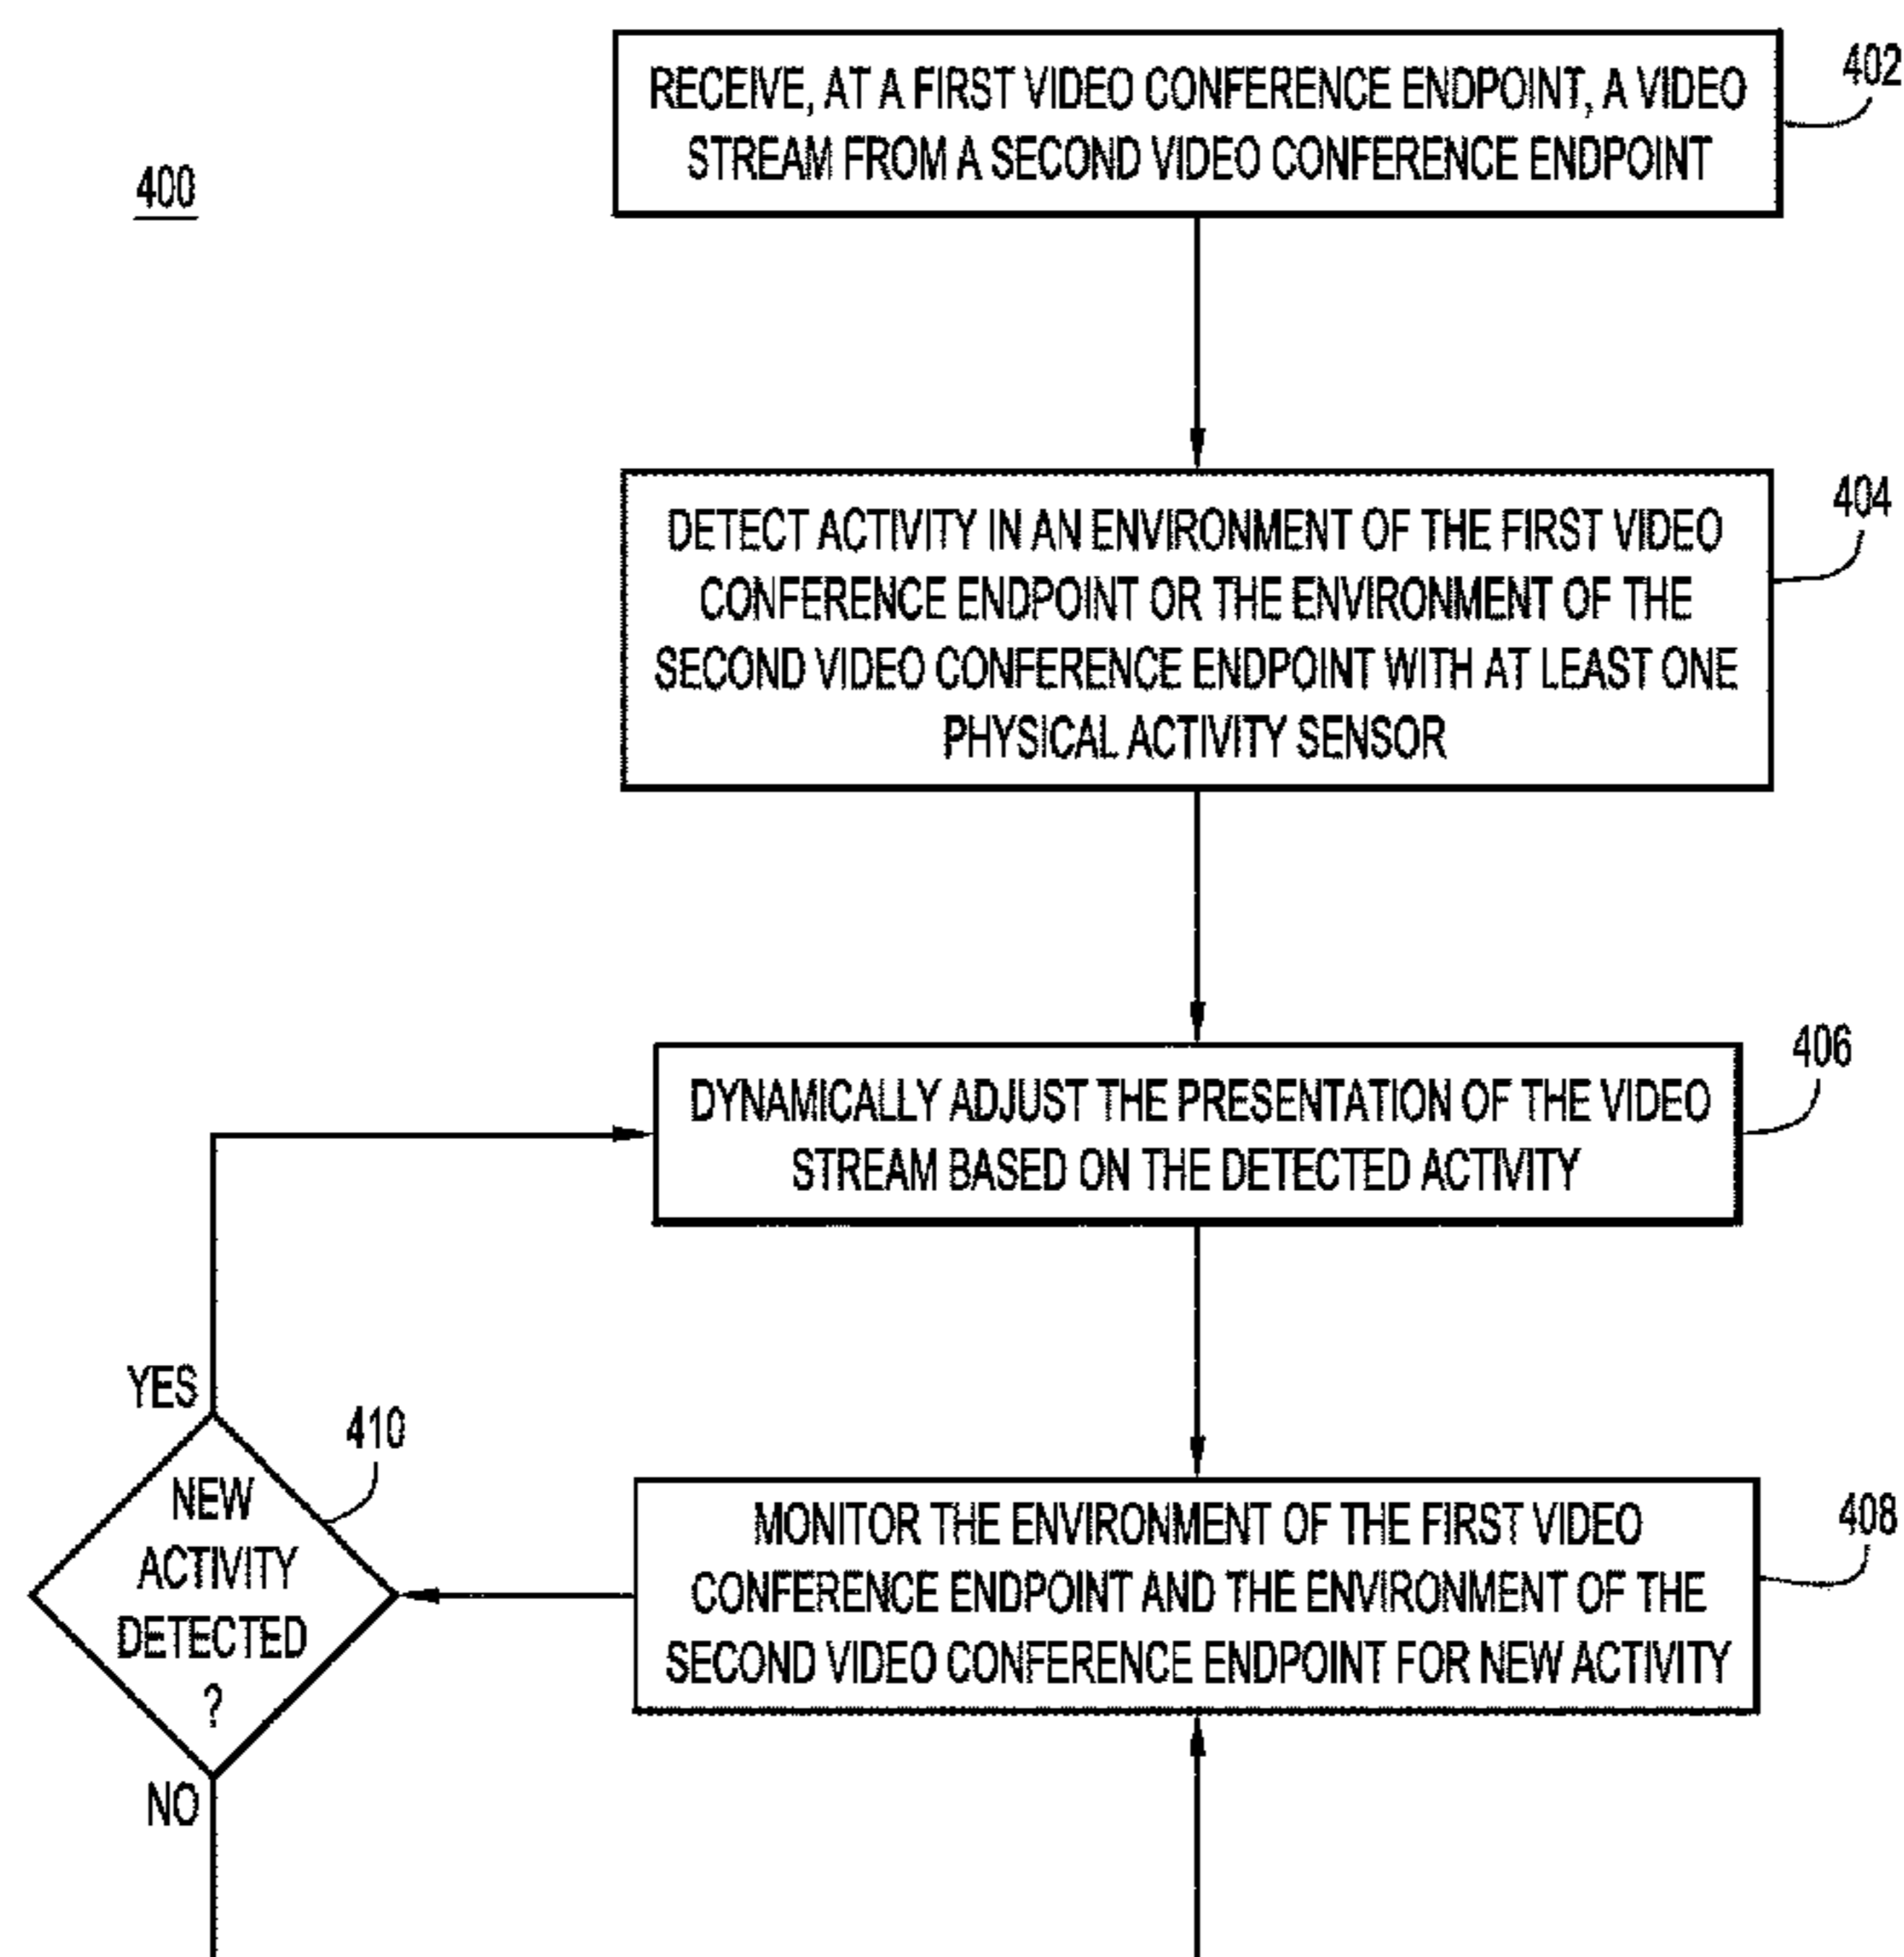 400
RECEIVE, AT A FIRST VIDEO CONFERENCE ENDPOINT, A VIDEO
STREAM FROM A SECOND VIDEO CONFERENCE ENDPOINT
402
DETECT ACTIVITY IN AN ENVIRONMENT OF THE FIRST VIDEO
CONFERENCE ENDPOINT OR THE ENVIRONMENT OF THE
SECOND VIDEO CONFERENCE ENDPOINT WITH AT LEAST ONE
PHYSICAL ACTIVITY SENSOR
404
DYNAMICALLY ADJUST THE PRESENTATION OF THE VIDEO
STREAM BASED ON THE DETECTED ACTIVITY
406
MONITOR THE ENVIRONMENT OF THE FIRST VIDEO
CONFERENCE ENDPOINT AND THE ENVIRONMENT OF THE
SECOND VIDEO CONFERENCE ENDPOINT FOR NEW ACTIVITY
408
YES
NEW
ACTIVITY
DETECTED
?
410
NO